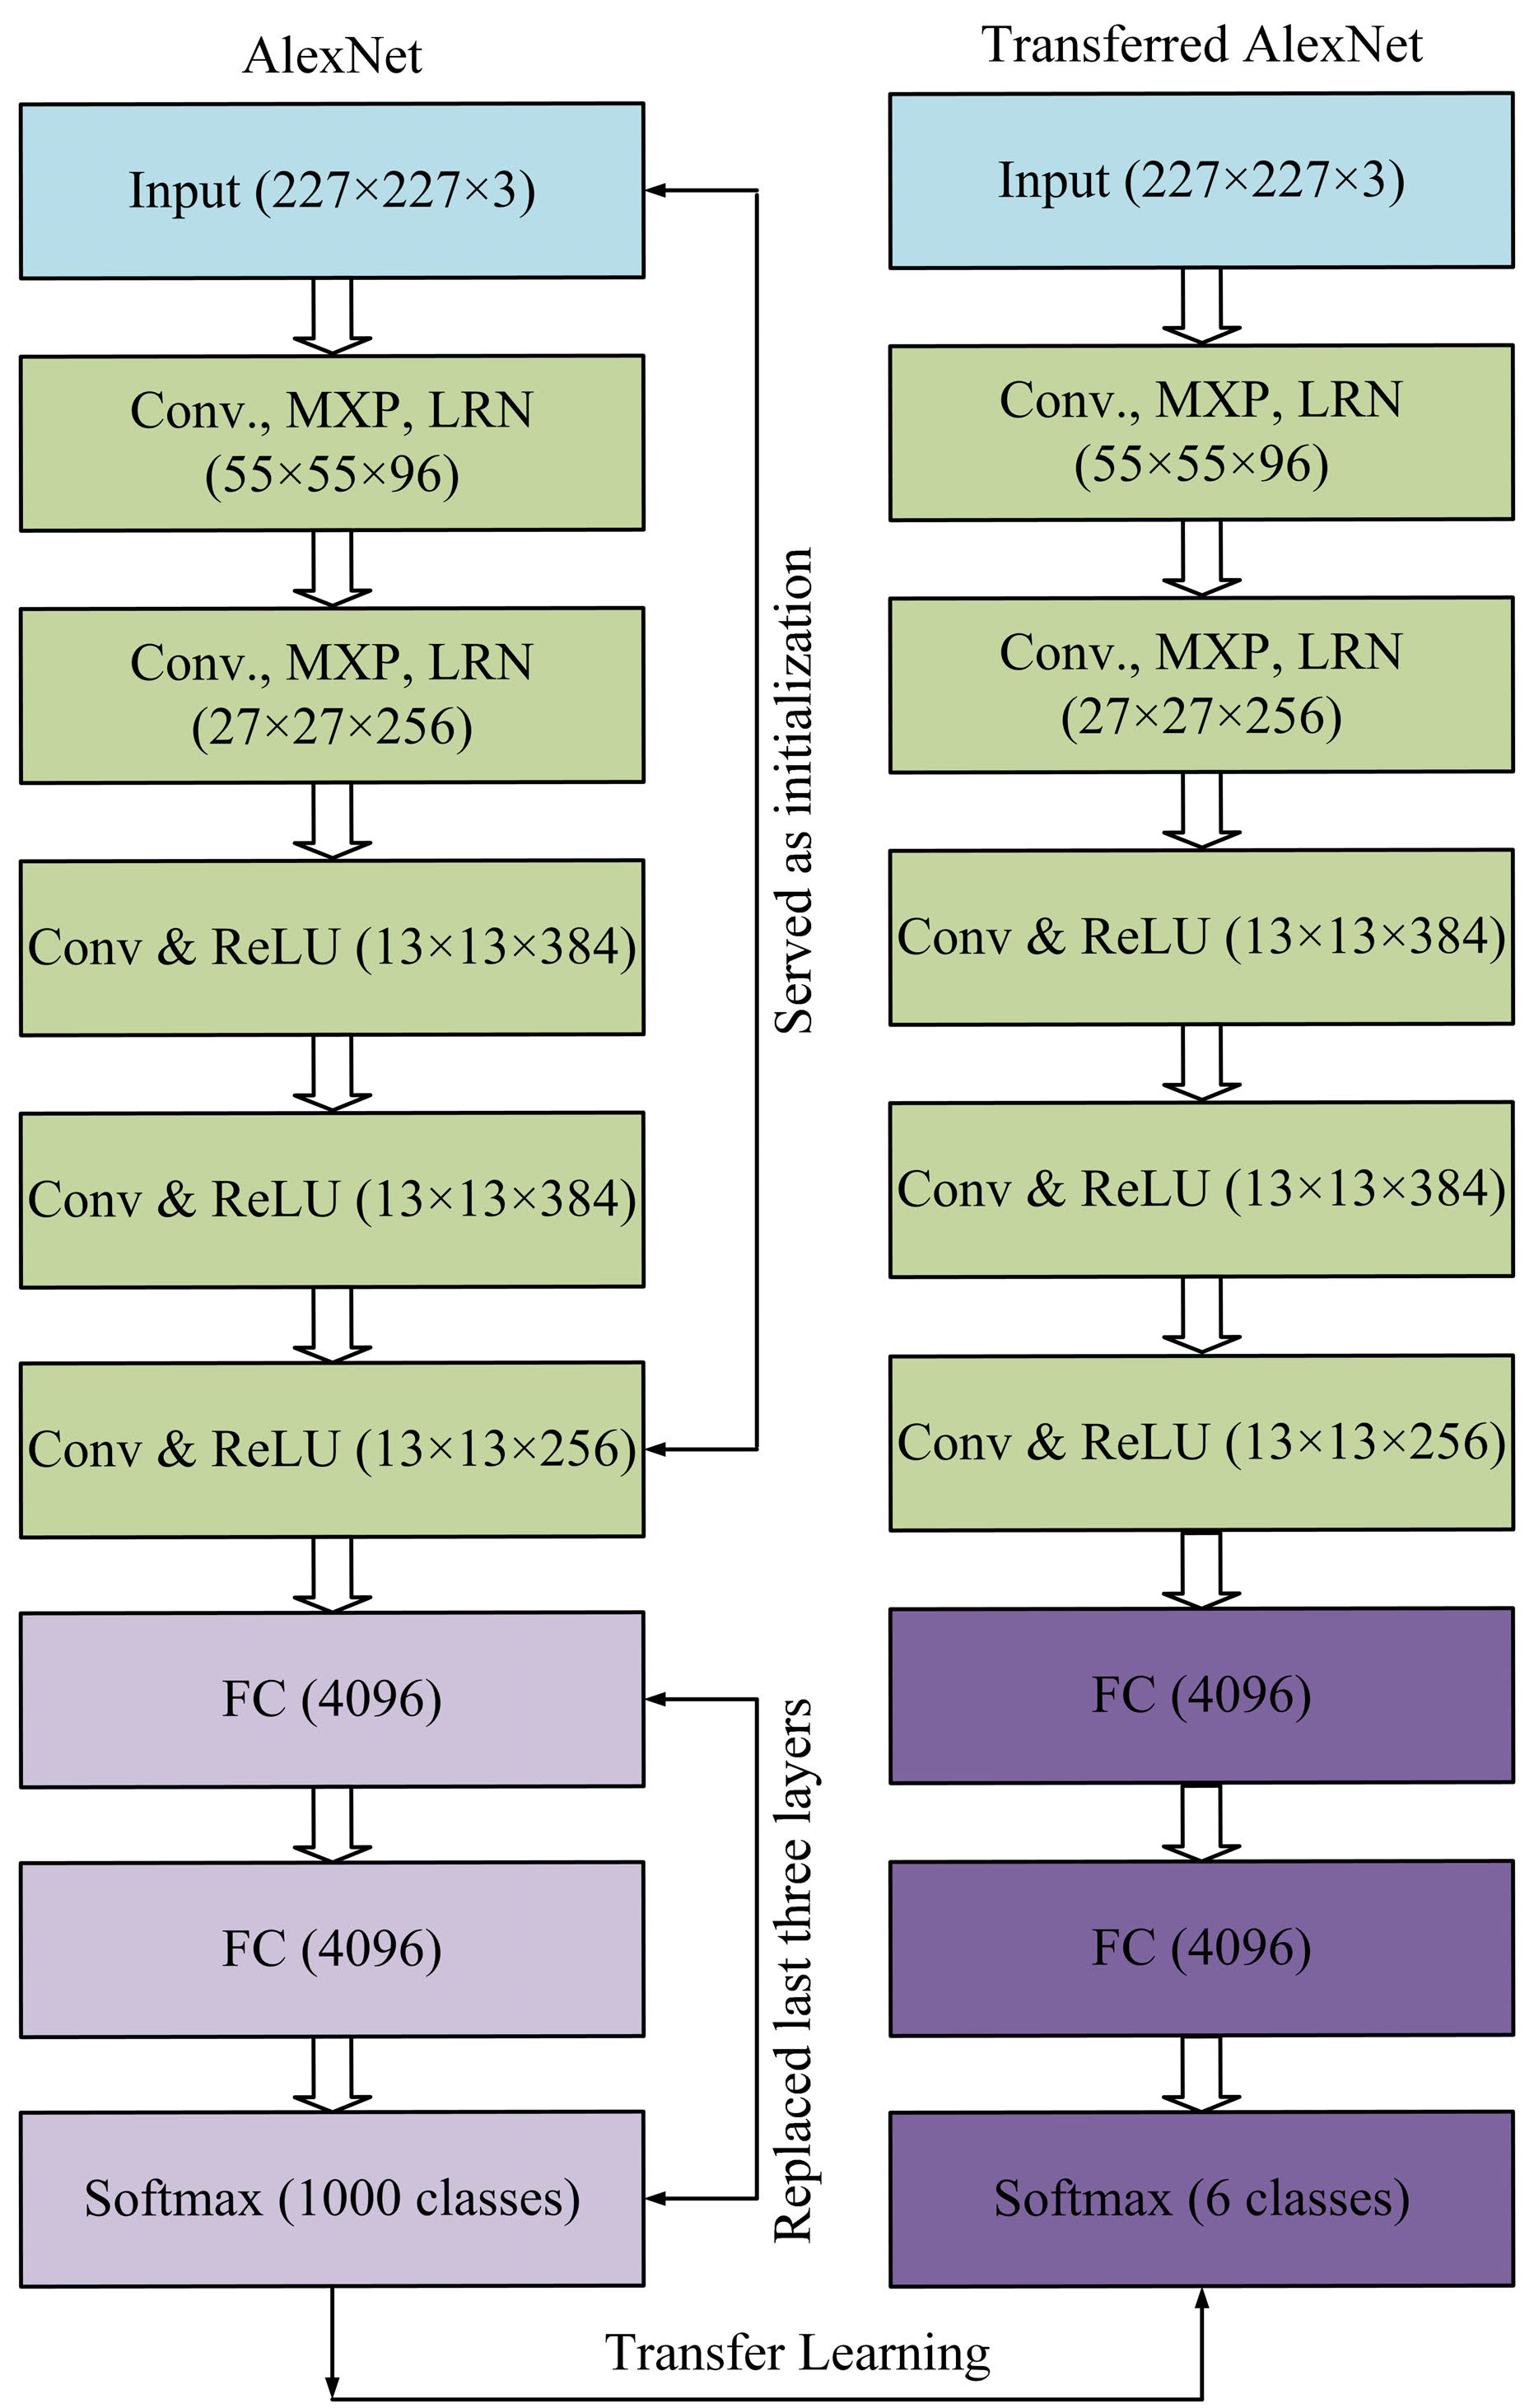 AlexNet
Input (227×227×3)
Conv., MXP, LRN
(55×55×96)
Conv., MXP, LRN
(27×27×256)
Conv & ReLU (13×13×384)
Conv & ReLU (13×13×384)
Conv & ReLU (13×13×256)
FC (4096)
FC (4096)
Softmax (1000 classes)
Served as initialization
Replaced last three layers
Transferred AlexNet
Input (227×227×3)
Conv., MXP, LRN
(55×55×96)
Conv., MXP, LRN
(27×27×256)
Conv & ReLU (13×13×384)
Conv & ReLU (13×13×384)
Conv & ReLU (13×13×256)
FC (4096)
FC (4096)
Softmax (6 classes)
Transfer Learning